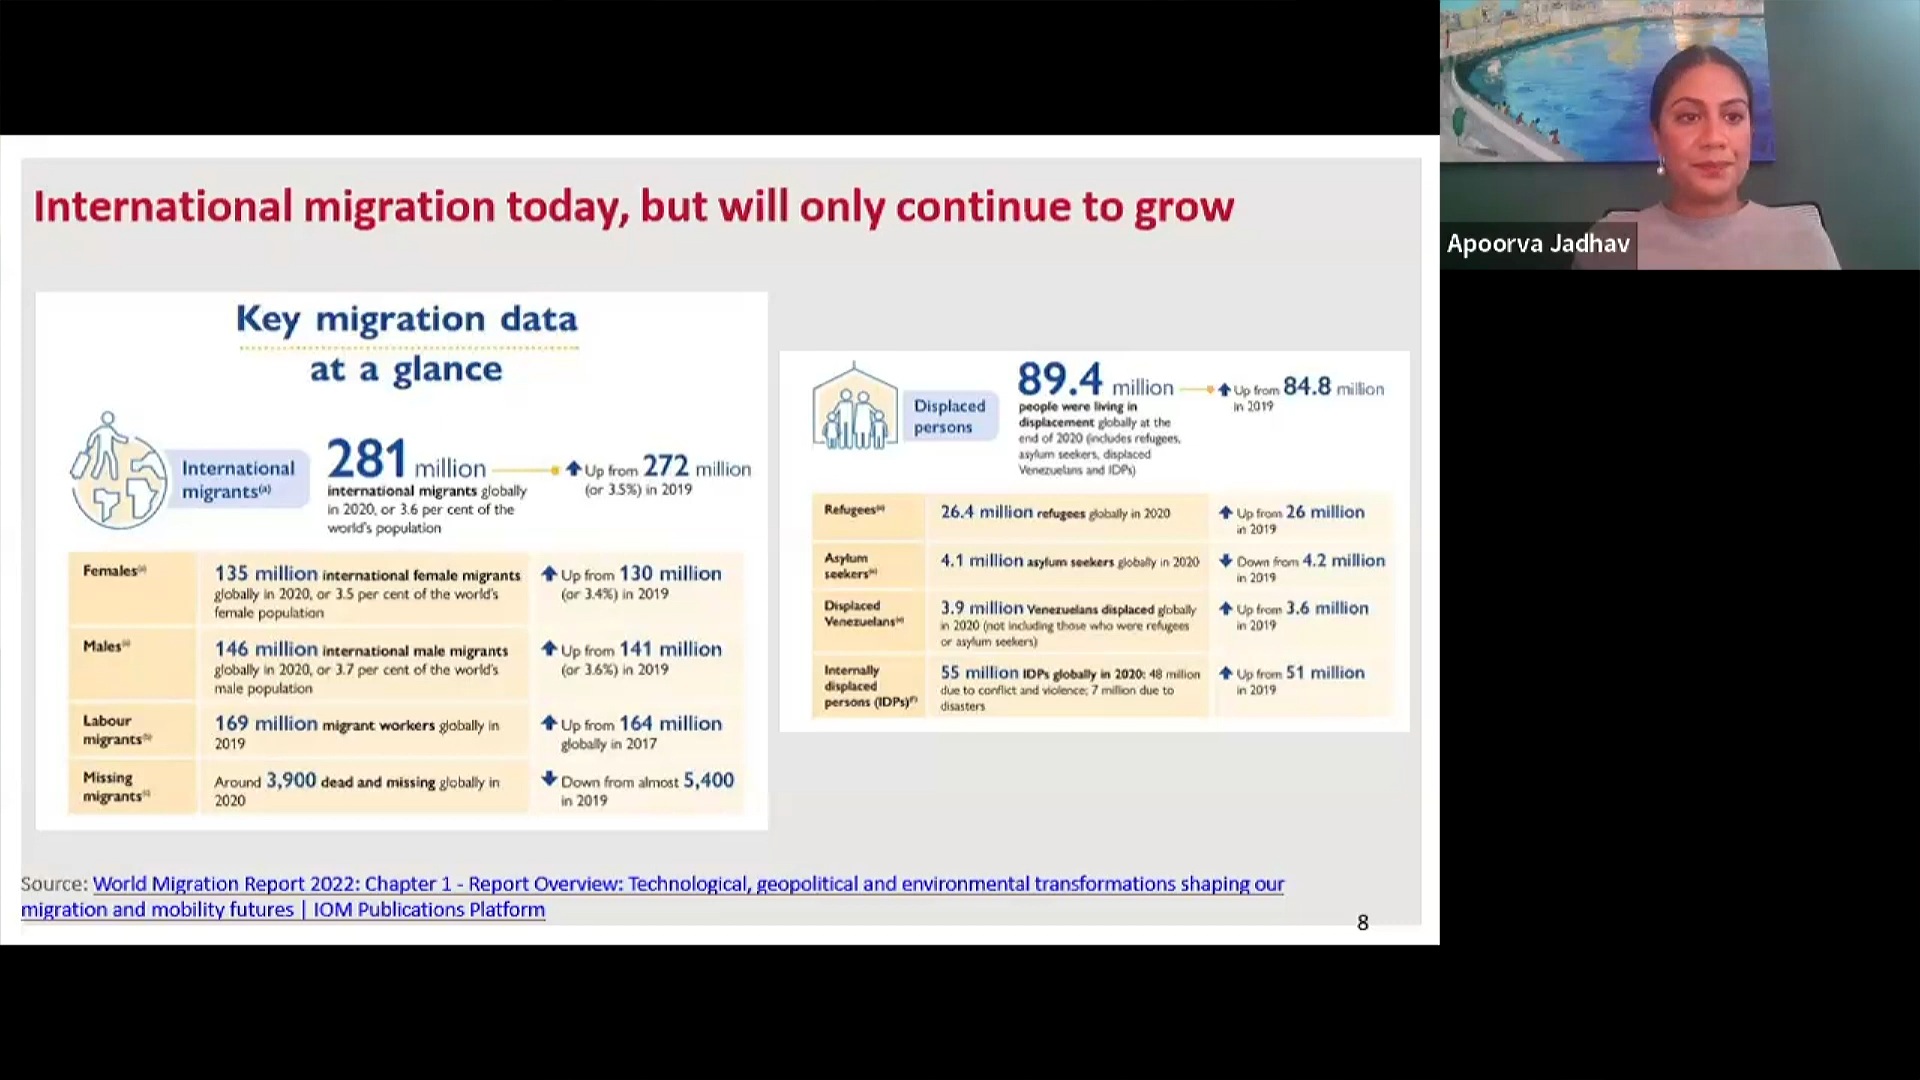 International migration today, but will only continue to grow
Key migration data
at a glance
International
migrants(a)
281 million
international migrants globally
in 2020, or 3.6 per cent of the
world's population
Up from 272 million
(or 3.5%) in 2019
Females
135 million international female migrants
globally in 2020, or 3.5 per cent of the world's
female population
Up from 130 million
(or 3.4%) in 2019
Males
146 million international male migrants
globally in 2020, or 3.7 per cent of the world's
male population
Up from 141 million
(or 3.6%) in 2019
Labour
migrants
169 million migrant workers globally in
2019
Up from 164 million
globally in 2017
Missing
migrants
Around 3,900 dead and missing globally in
2020
Down from almost 5,400
in 2019
Displaced
persons
89.4 million
people were living in
displacement globally at the
end of 2020 (includes refugees,
asylum seekers, displaced
Venezuelans and IDPs)
Up from 84.8 million
in 2019
Refugees
26.4 million refugees globally in 2020
Up from 26 million
in 2019
Asylum
seekers
4.1 million asylum seekers globally in 2020
Down from 4.2 million
in 2019
Displaced
Venezuelans
3.9 million Venezuelans displaced globally
in 2020 (not including those who were refugees
or asylum seekers)
Up from 3.6 million
in 2019
Internally
displaced
persons (IDPs)
55 million IDPs globally in 2020: 48 million
due to conflict and violence; 7 million due to
disasters
Up from 51 million
in 2019
Source: World Migration Report 2022: Chapter 1 - Report Overview: Technological, geopolitical and environmental transformations shaping our
migration and mobility futures | IOM Publications Platform
8
Apoorva Jadhav